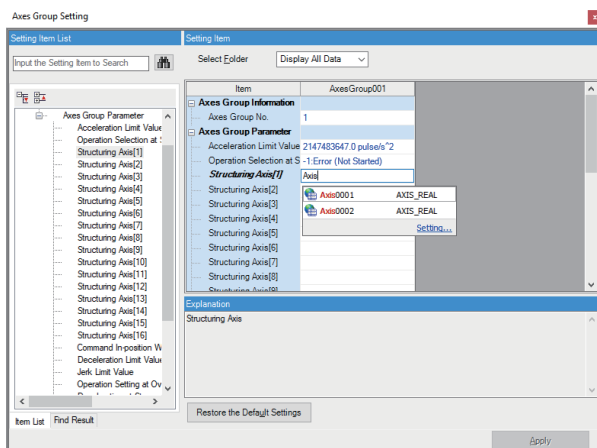 Axes Group Setting
Setting Item List
Input the Setting Item to Search
Axes Group Parameter
Acceleration Limit Value
Operation Selection at S
Structuring Axis[1]
Structuring Axis[2]
Structuring Axis[3]
Structuring Axis[4]
Structuring Axis[5]
Structuring Axis[6]
Structuring Axis[7]
Structuring Axis[8]
Structuring Axis[9]
Structuring Axis[10]
Structuring Axis[11]
Structuring Axis[12]
Structuring Axis[13]
Structuring Axis[14]
Structuring Axis[15]
Structuring Axis[16]
Command In-position W
Deceleration Limit Value
Jerk Limit Value
Operation Setting at Ov
Item List Find Result
Setting Item
Select Folder Display All Data
Item AxesGroup001
Axes Group Information
Axes Group No. 1
Axes Group Parameter
Acceleration Limit Value 2147483647.0 pulse/s^2
Operation Selection at S -1:Error (Not Started)
Structuring Axis[1] Axis
Structuring Axis[2]
Structuring Axis[3]
Structuring Axis[4]
Structuring Axis[5]
Structuring Axis[6]
Structuring Axis[7]
Structuring Axis[8]
Structuring Axis[9]
Axis0001 AXIS_REAL
Axis0002 AXIS_REAL
Setting...
Explanation
Structuring Axis
Restore the Default Settings
Apply